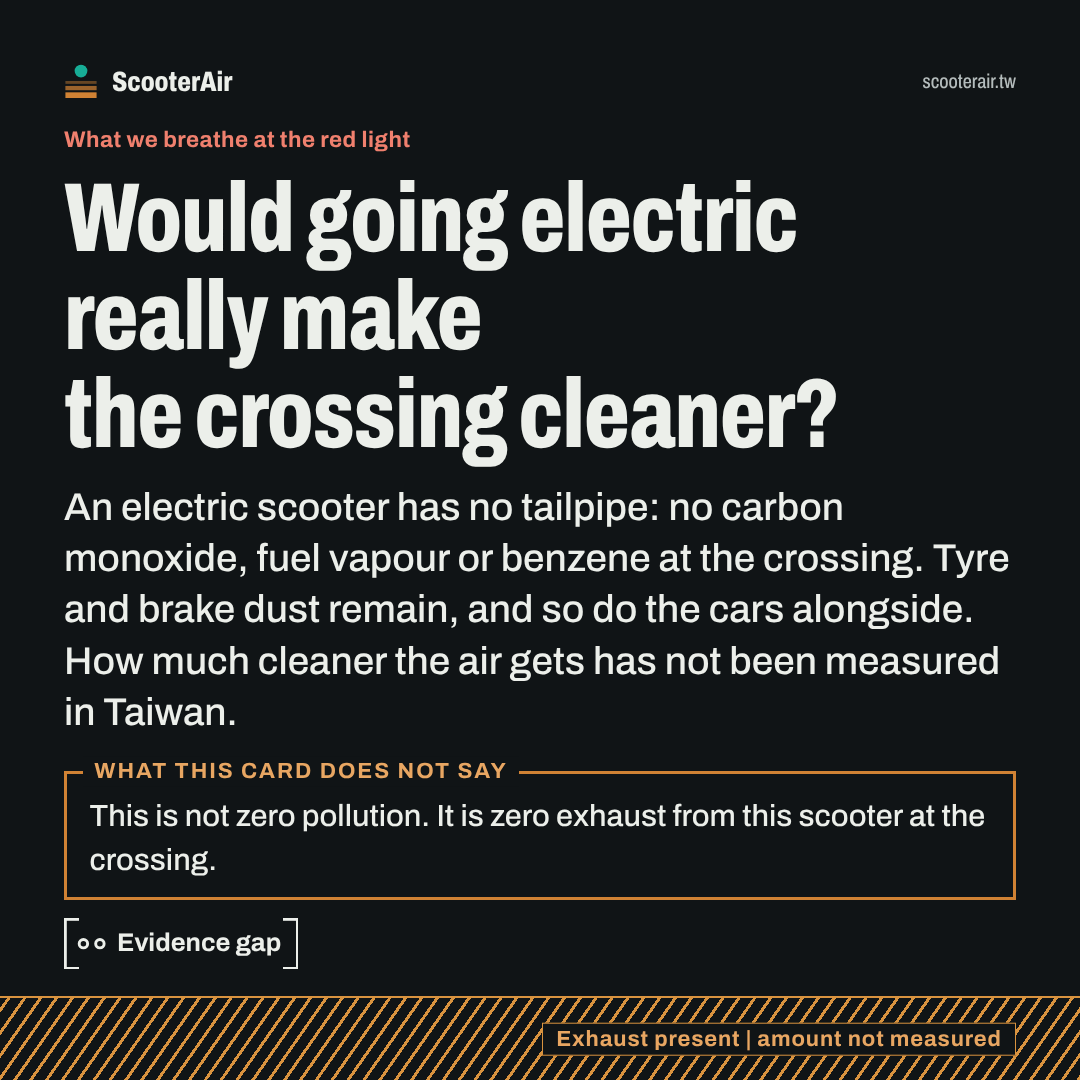 ScooterAir
scooterair.tw
What we breathe at the red light
Would going electric
really make
the crossing cleaner?
An electric scooter has no tailpipe: no carbon
monoxide, fuel vapour or benzene at the crossing. Tyre
and brake dust remain, and so do the cars alongside.
How much cleaner the air gets has not been measured
in Taiwan.
WHAT THIS CARD DOES NOT SAY
This is not zero pollution. It is zero exhaust from this scooter at the
crossing.
Evidence gap
Exhaust present | amount not measured